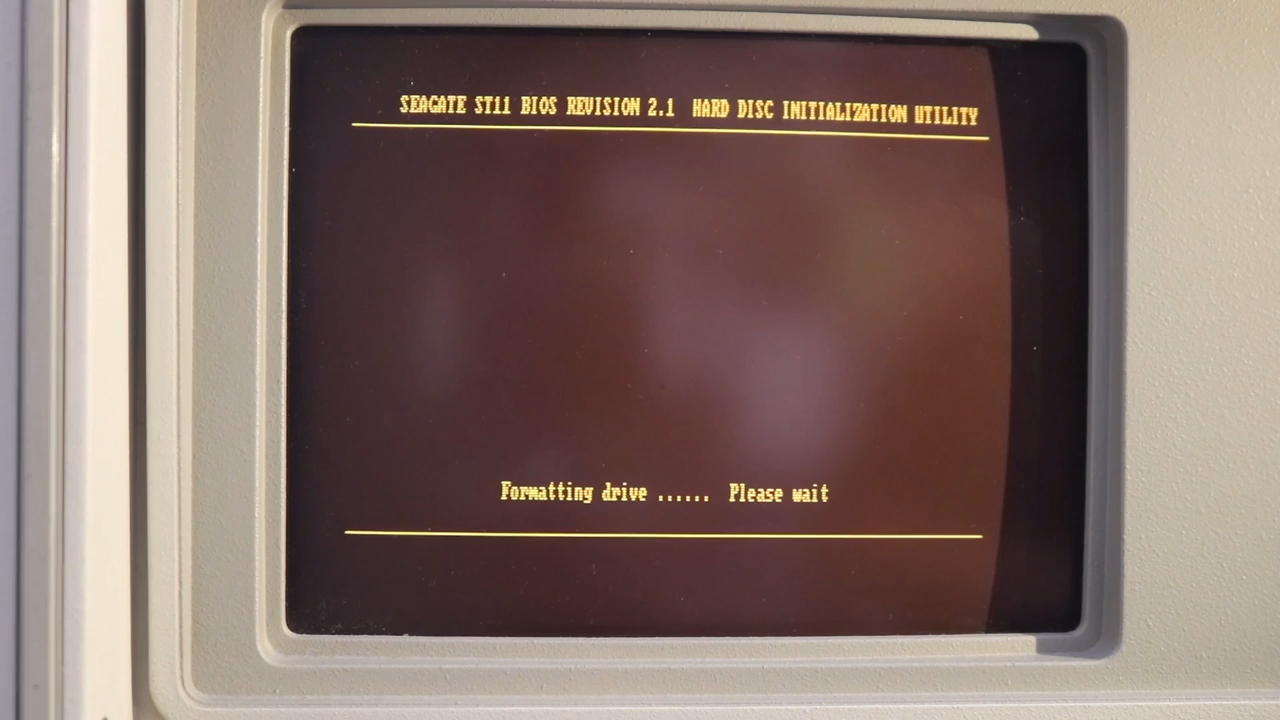 SEAGATE ST11 BIOS REVISION 2.1 HARD DISC INITIALIZATION UTILITY
Formatting drive ...... Please wait